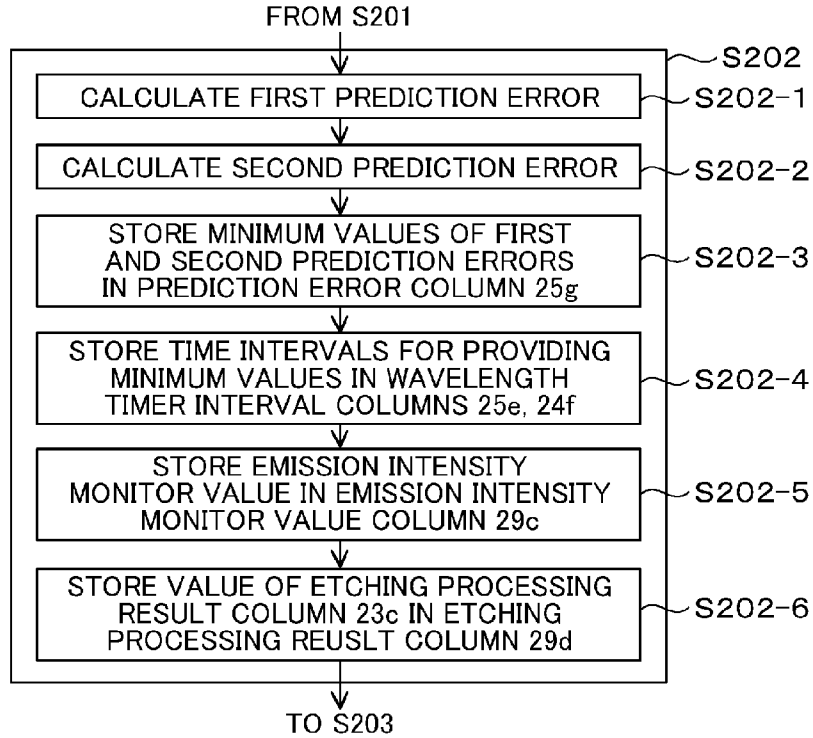 FROM S201
S202
CALCULATE FIRST PREDICTION ERROR
S202-1
CALCULATE SECOND PREDICTION ERROR
S202-2
STORE MINIMUM VALUES OF FIRST
AND SECOND PREDICTION ERRORS
IN PREDICTION ERROR COLUMN 25g
S202-3
STORE TIME INTERVALS FOR PROVIDING
MINIMUM VALUES IN WAVELENGTH
TIMER INTERVAL COLUMNS 25e, 24f
S202-4
STORE EMISSION INTENSITY
MONITOR VALUE IN EMISSION INTENSITY
MONITOR VALUE COLUMN 29c
S202-5
STORE VALUE OF ETCHING PROCESSING
RESULT COLUMN 23c IN ETCHING
PROCESSING REUSLT COLUMN 29d
S202-6
TO S203